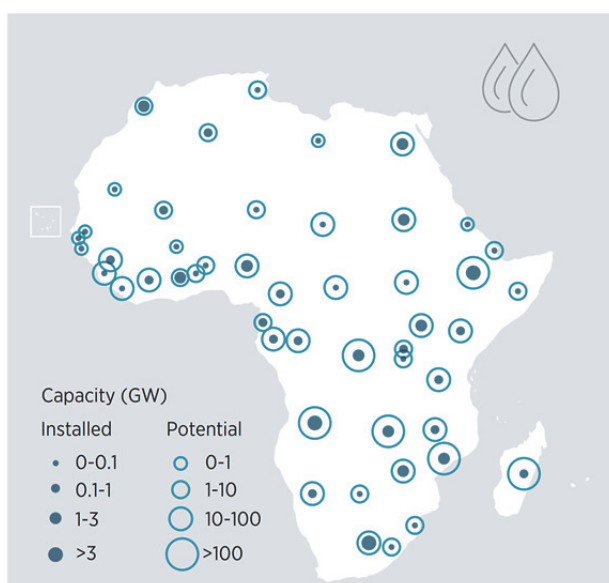 Capacity (GW)
Installed Potential
0-0.1 0-1
0.1-1 1-10
1-3 10-100
>3 >100